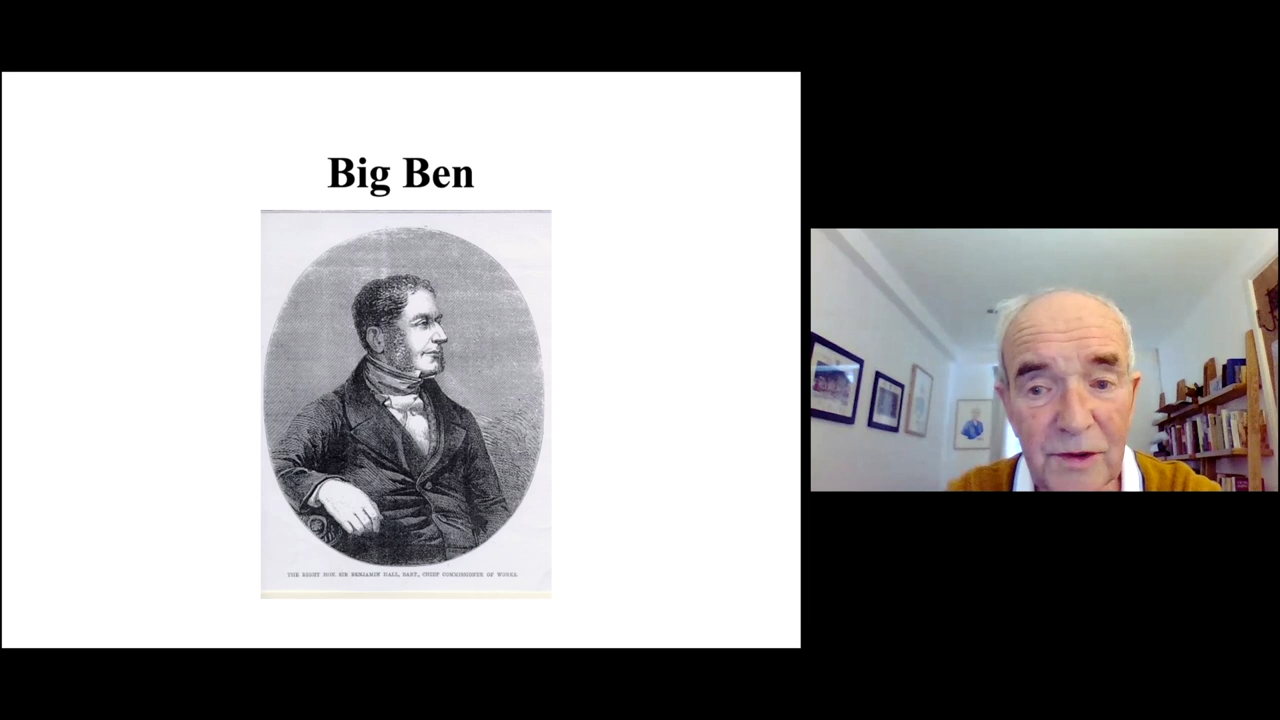 Big Ben
THE RIGHT HON. SIR BENJAMIN HALL, BART., CHIEF COMMISSIONER OF WORKS.